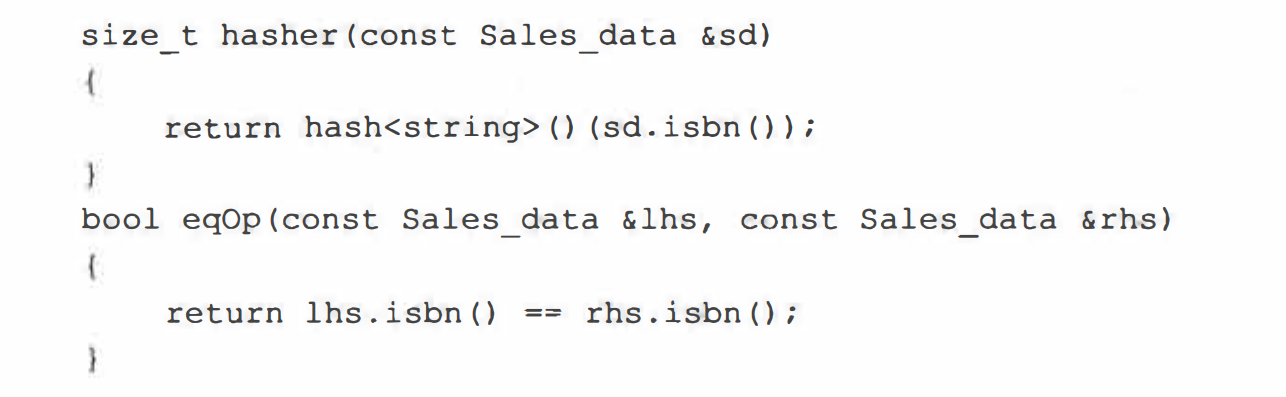 size_t hasher(const Sales_data &sd)
{
    return hash<string>()(sd.isbn());
}
bool eqOp(const Sales_data &lhs, const Sales_data &rhs)
{
    return lhs.isbn() == rhs.isbn();
}